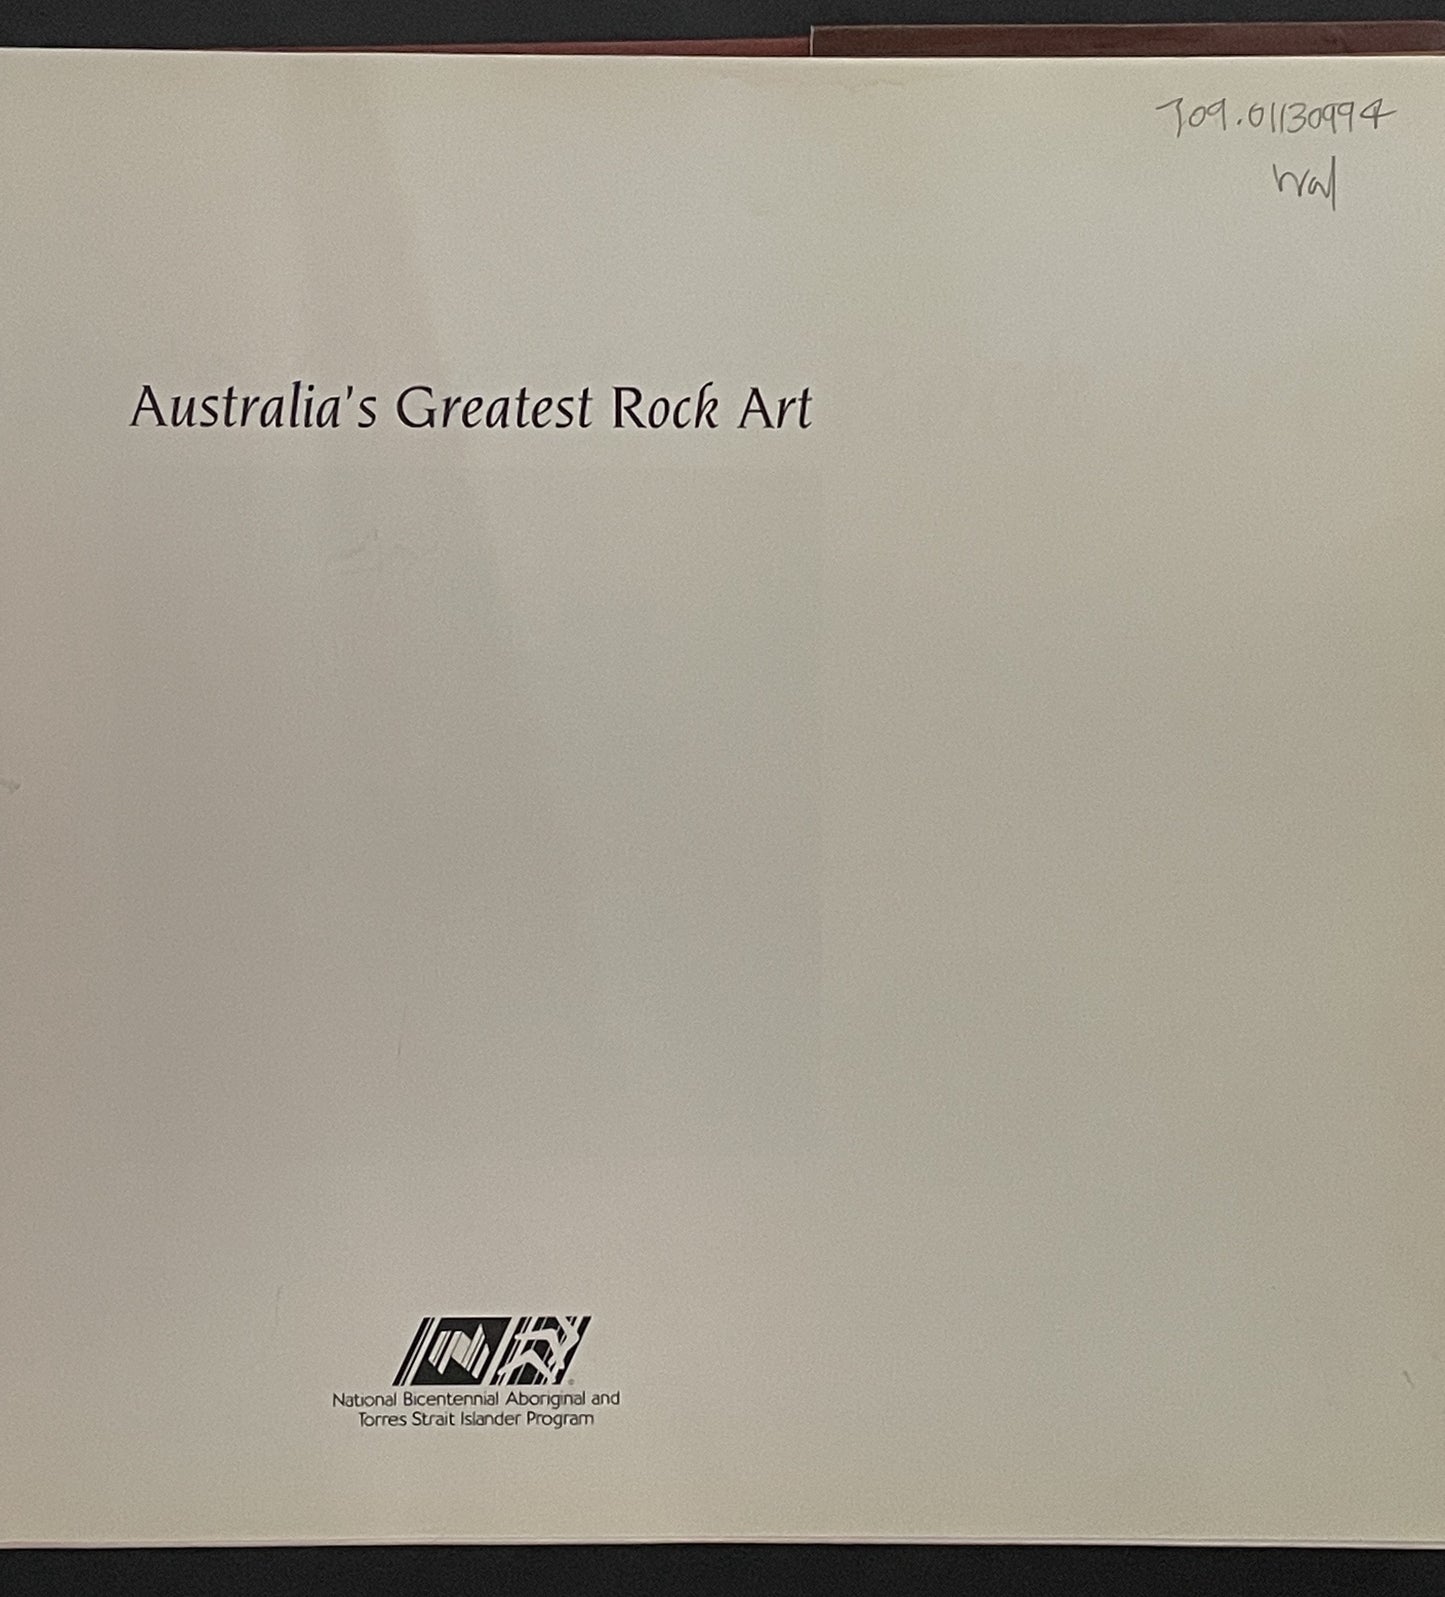 709.01130994
Wal
Australia's Greatest Rock Art
National Bicentennial Aboriginal and
Torres Strait Islander Program